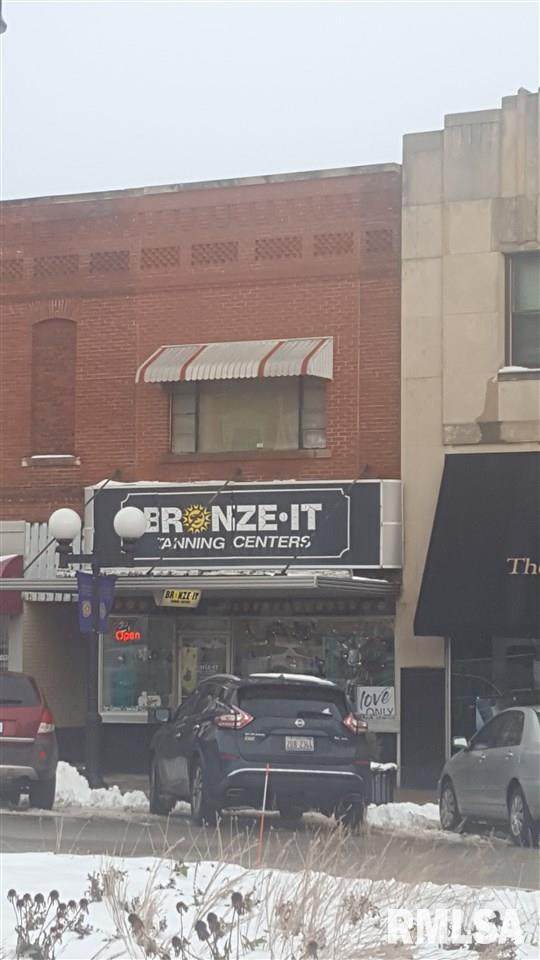 BRONZE•IT
TANNING CENTERS
BRONZE-IT
Open
love
ONLY
The
RMLSA